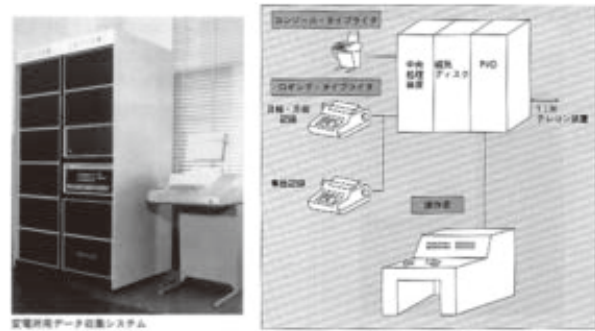 変電所用データ収集システム
コンソール・タイプライタ
ロギング・タイプライタ
日報・月報
記録
事故記録
中央
処理
装置
磁気
ディスク
PI/O
テレコン装置
操作卓